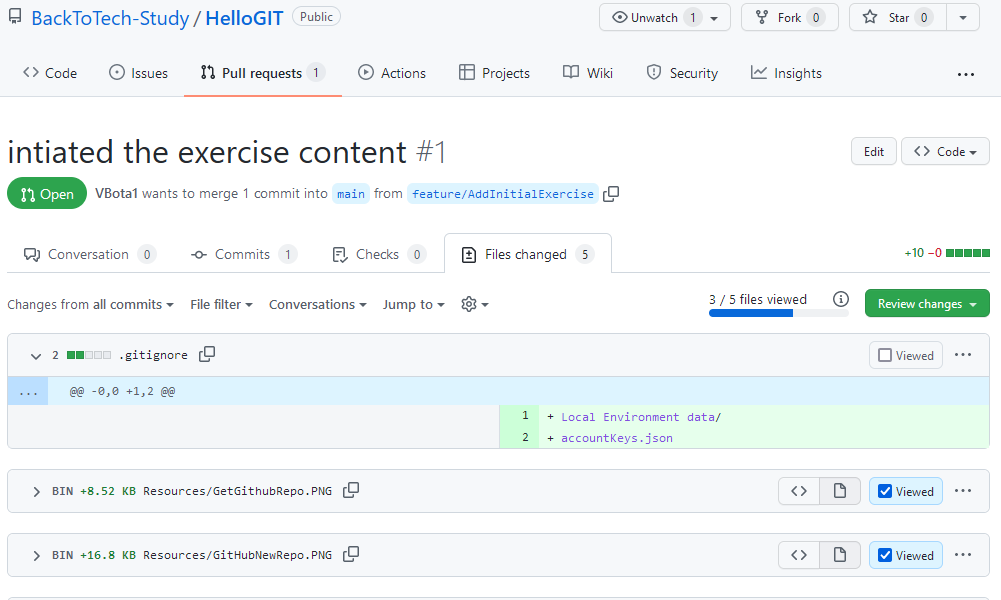 BackToTech-Study / HelloGIT Public
Unwatch 1 Fork 0 Star 0
Code Issues Pull requests 1 Actions Projects Wiki Security Insights ...
intiated the exercise content #1
Edit Code
Open VBota1 wants to merge 1 commit into main from feature/AddInitialExercise
Conversation 0 Commits 1 Checks 0 Files changed 5 +10 −0
Changes from all commits File filter Conversations Jump to
3 / 5 files viewed Review changes
2 .gitignore Viewed ...
... @@ -0,0 +1,2 @@
1 + Local Environment data/
2 + accountKeys.json
BIN +8.52 KB Resources/GetGithubRepo.PNG <> Viewed ...
BIN +16.8 KB Resources/GitHubNewRepo.PNG <> Viewed ...